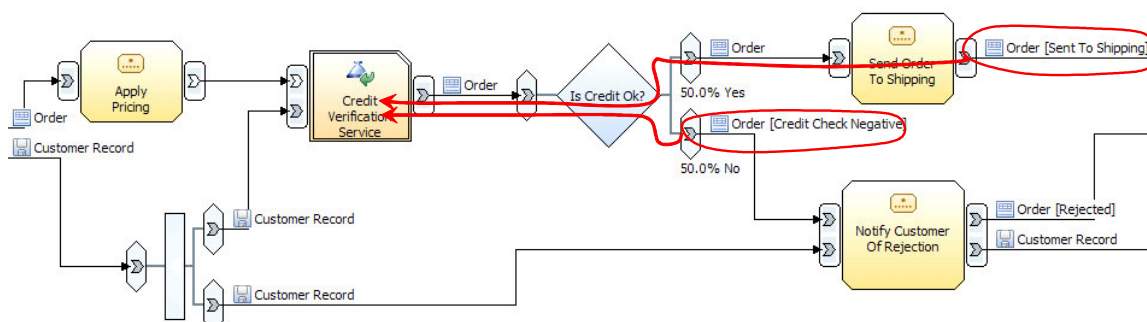 Order
Order [Sent To Shipping]
Send Order
To Shipping
Apply
Pricing
Order
Credit
Verification
Service
Is Credit Ok?
50.0% Yes
Order
Order [Credit Check Negative]
Customer Record
50.0% No
Customer Record
Order [Rejected]
Notify Customer
Of Rejection
Customer Record
Customer Record